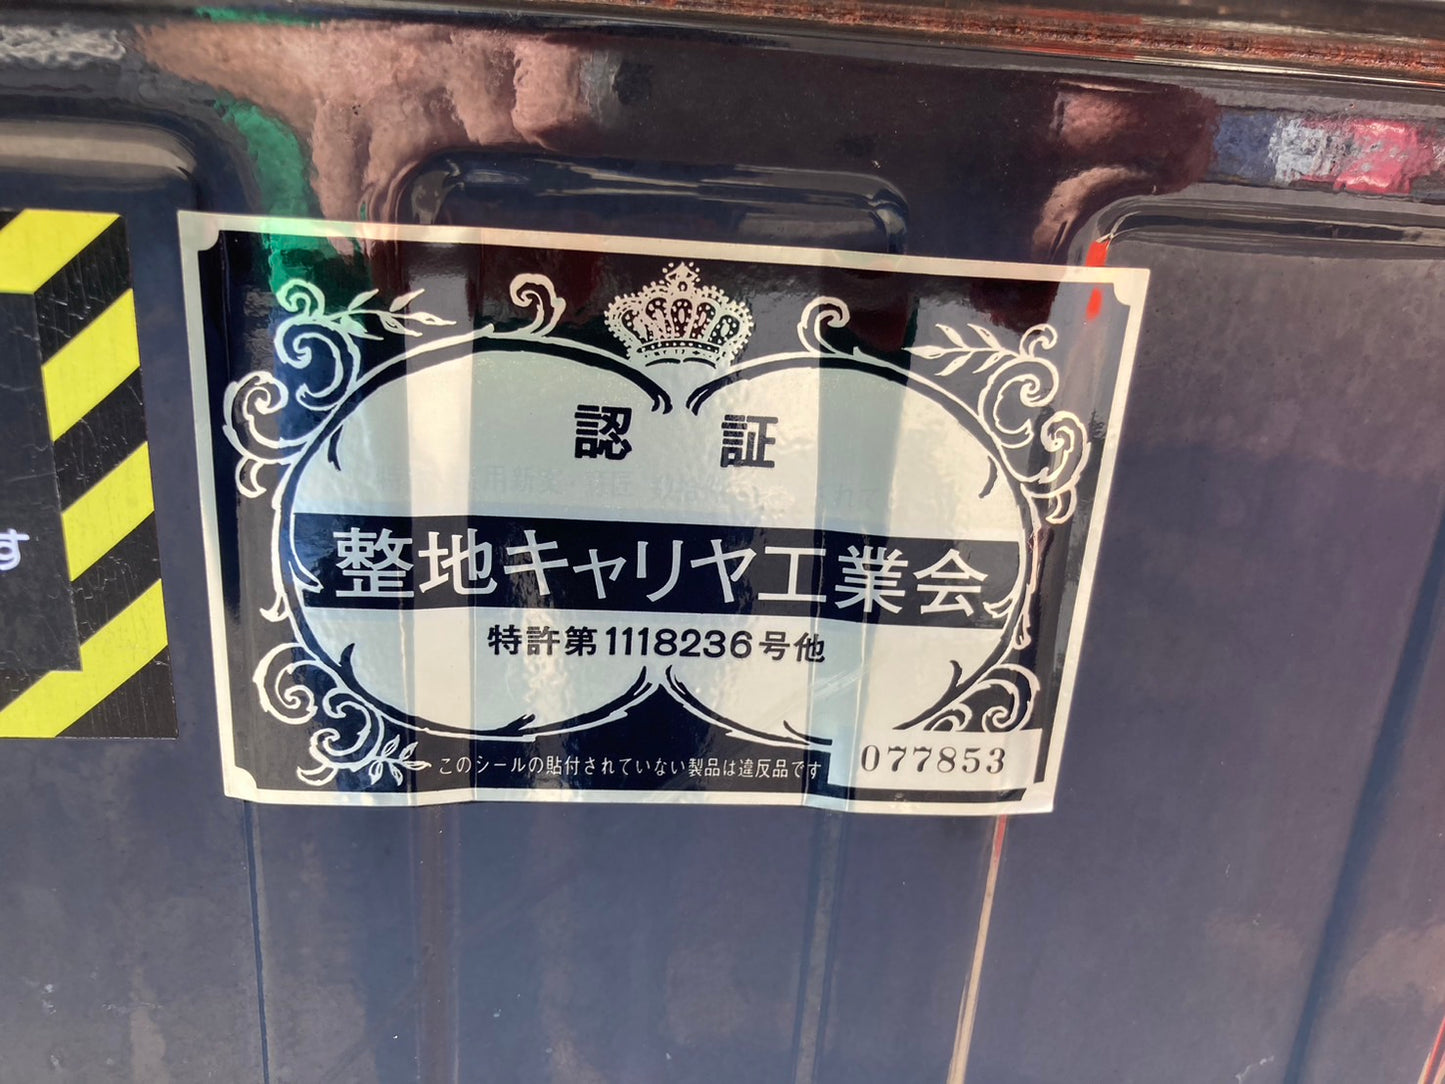 認 証
整地キャリヤ工業会
特許第1118236号他
このシールの貼付されていない製品は違反品です
077853
す